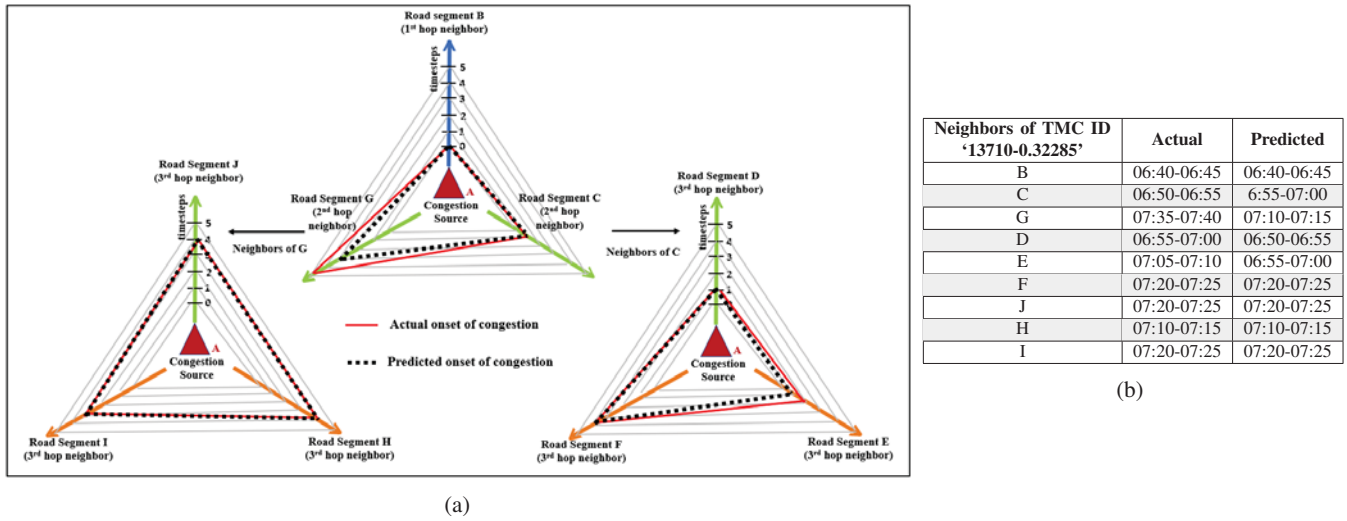 Road segment B
(1st hop neighbor)
timesteps
5
4
3
2
1
0
A
Congestion
Source
Road Segment G
(2nd hop
neighbor)
Road Segment C
(2nd hop
neighbor)
Neighbors of G
Neighbors of C
Road Segment J
(3rd hop neighbor)
timesteps
5
4
2
1
0
A
Congestion
Source
Road Segment I
(3rd hop neighbor)
Road Segment H
(3rd hop neighbor)
Actual onset of congestion
Predicted onset of congestion
Road Segment D
(3rd hop neighbor)
timesteps
5
4
3
2
1
A
Congestion
Source
Road Segment F
(3rd hop neighbor)
Road Segment E
(3rd hop neighbor)
(a)
Neighbors of TMC ID Actual Predicted
'13710-0.32285'
B 06:40-06:45 06:40-06:45
C 06:50-06:55 6:55-07:00
G 07:35-07:40 07:10-07:15
D 06:55-07:00 06:50-06:55
E 07:05-07:10 06:55-07:00
F 07:20-07:25 07:20-07:25
J 07:20-07:25 07:20-07:25
H 07:10-07:15 07:10-07:15
I 07:20-07:25 07:20-07:25
(b)